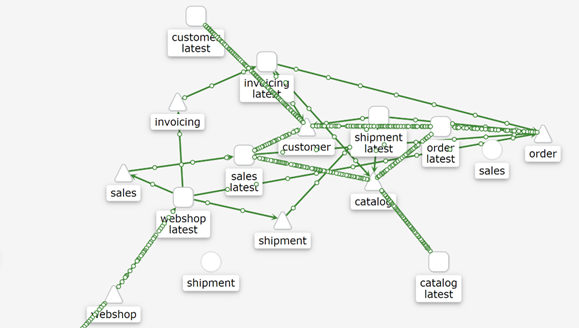 customer
latest
invoicing
latest
invoicing
shipment
latest
customer
order
latest
order
sales
sales
latest
sales
catalog
webshop
latest
shipment
shipment
catalog
latest
webshop